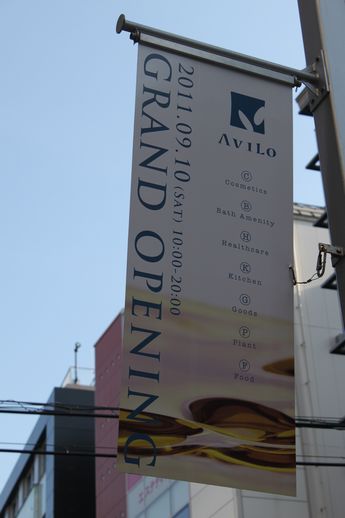 2011.09.10 (SAT) 10:00-20:00
GRAND OPENING
AVILO
C
Cosmetics
B
Bath Amenity
H
Healthcare
K
Kitchen
G
Goods
P
Plant
F
Food